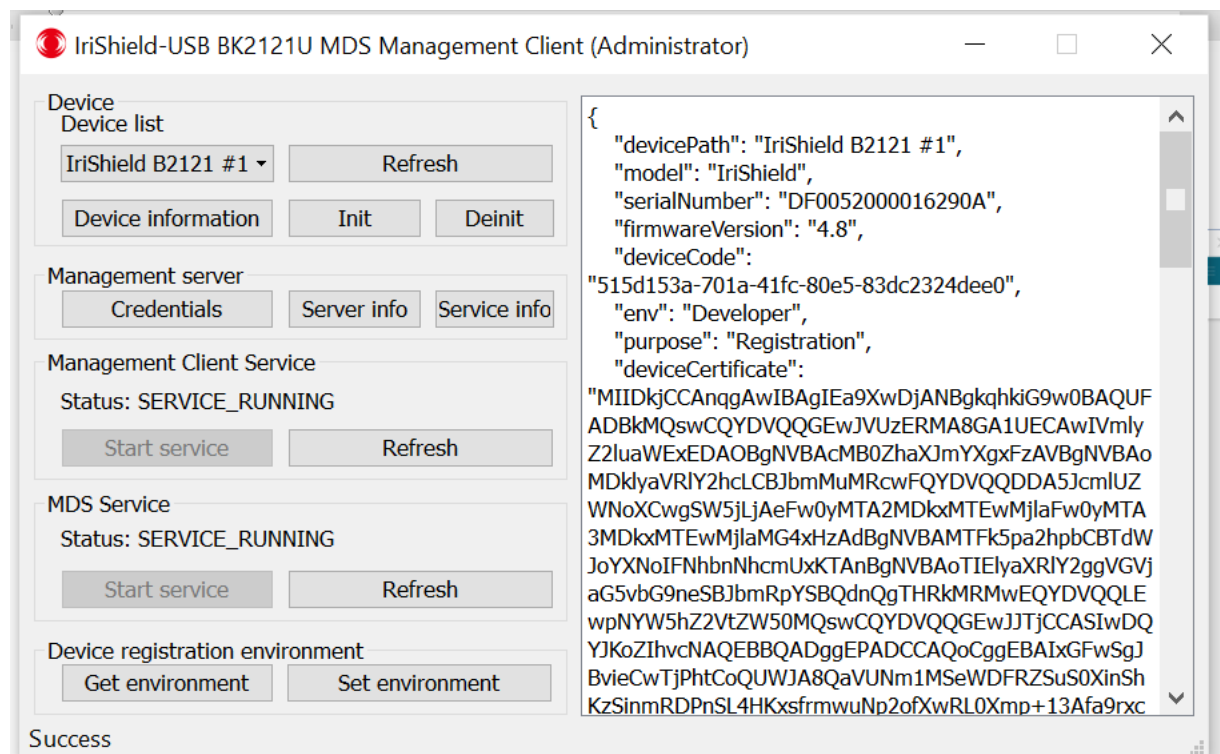 IriShield-USB BK2121U MDS Management Client (Administrator)
Device
Device list
IriShield B2121 #1
Refresh
Device information
Init
Deinit
Management server
Credentials
Server info
Service info
Management Client Service
Status: SERVICE_RUNNING
Start service
Refresh
MDS Service
Status: SERVICE_RUNNING
Start service
Refresh
Device registration environment
Get environment
Set environment
Success
{
"devicePath": "IriShield B2121 #1",
"model": "IriShield",
"serialNumber": "DF0052000016290A",
"firmwareVersion": "4.8",
"deviceCode":
"515d153a-701a-41fc-80e5-83dc2324dee0",
"env": "Developer",
"purpose": "Registration",
"deviceCertificate":
"MIIDkjCCAnqgAwIBAgIEa9XwDjANBgkqhkiG9w0BAQUF
ADBkMQswCQYDVQQGEwJVUzERMA8GA1UECAwIVmly
Z2luaWExEDAOBgNVBAcMB0ZhaXJmYXgxFzAVBgNVBAo
MDklyaVRlY2hcLCBJbmMuMRcwFQYDVQQDDA5JcmlUZ
WNoXCwgSW5jLjAeFw0yMTA2MDkxMTEwMjlaFw0yMTA
3MDkxMTEwMjlaMG4xHzAdBgNVBAMTFk5pa2hpbCBTdW
JoYXNoIFNhbnNhcmUxKTAnBgNVBAoTIElyaXRlY2ggVGVj
aG5vbG9neSBJbmRpYSBQdnQgTHRkMRMwEQYDVQQLE
wpNYW5hZ2VtZW50MQswCQYDVQQGEwJJTjCCASIwDQ
YJKoZIhvcNAQEBBQADggEPADCCAQoCggEBAIxGFwSgJ
BvieCwTjPhtCoQUWJA8QaVUNm1MSeWDFRZSuS0XinSh
KzSinmRDPnSL4HKxsfrmwuNp2ofXwRL0Xmp+13Afa9rxc